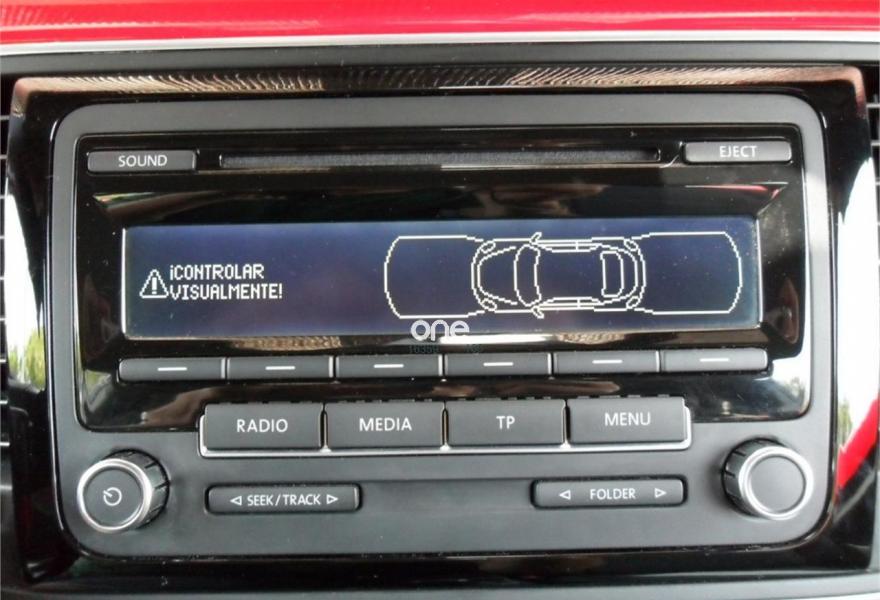 SOUND
EJECT
¡CONTROLAR
VISUALMENTE!
one
RADIO
MEDIA
TP
MENU
SEEK/TRACK
FOLDER